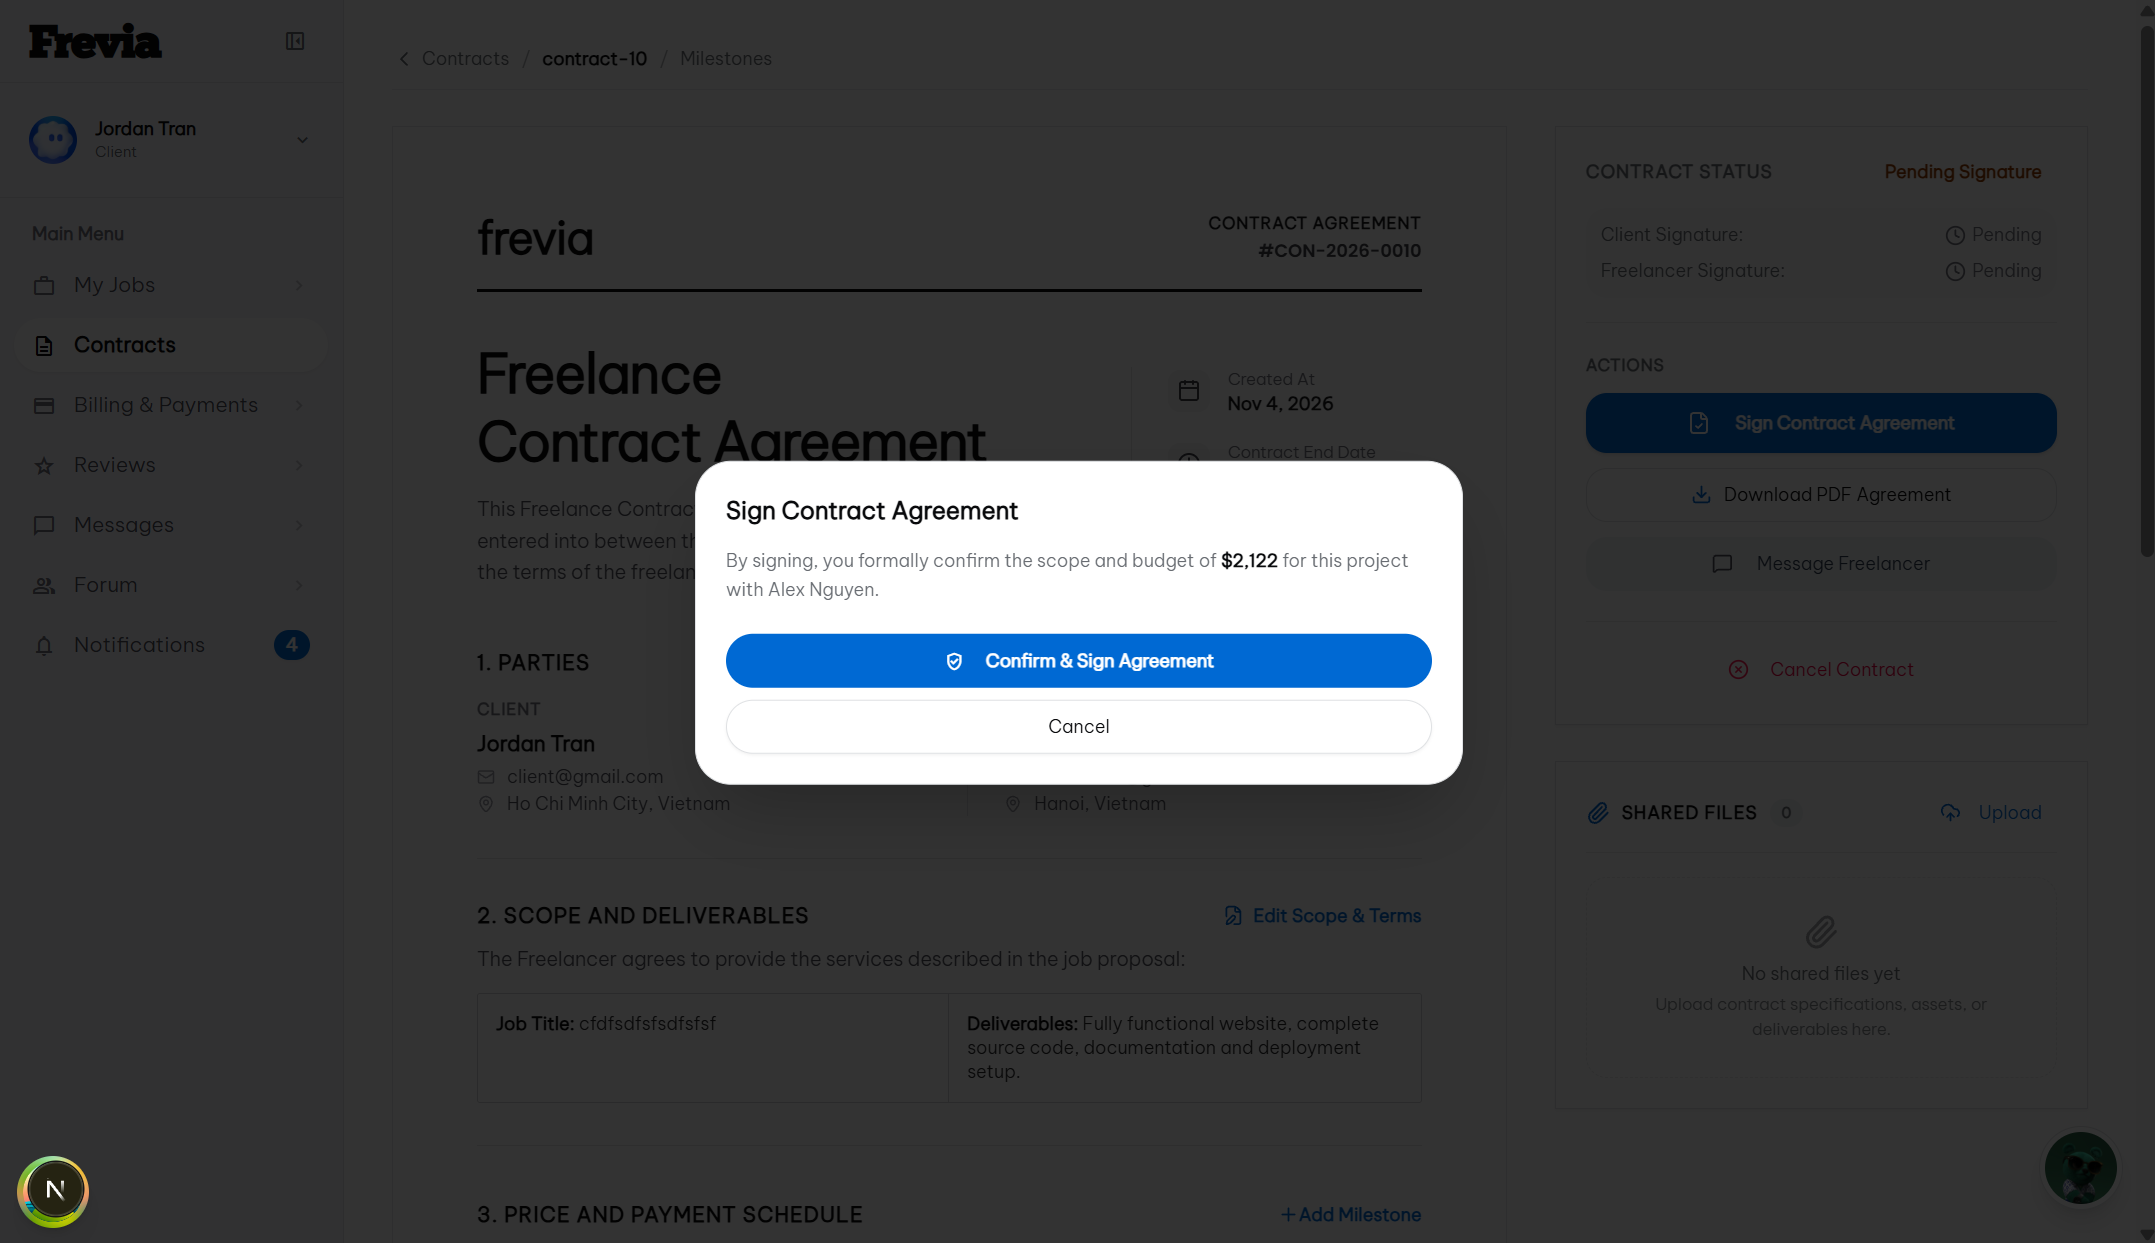 Frevia
Jordan Tran
Client
Main Menu
My Jobs
Contracts
Billing & Payments
Reviews
Messages
Forum
Notifications
4
N
Contracts / contract-10 / Milestones
frevia
CONTRACT AGREEMENT
#CON-2026-0010
Freelance
Contract Agreement
Created At
Nov 4, 2026
Contract End Date
This Freelance Contrac
entered into between th
the terms of the freelan
Sign Contract Agreement
By signing, you formally confirm the scope and budget of $2,122 for this project
with Alex Nguyen.
Confirm & Sign Agreement
Cancel
1. PARTIES
CLIENT
Jordan Tran
client@gmail.com
Ho Chi Minh City, Vietnam
Hanoi, Vietnam
2. SCOPE AND DELIVERABLES
Edit Scope & Terms
The Freelancer agrees to provide the services described in the job proposal:
Job Title: cfdfsdfsfsdfsfsf
Deliverables: Fully functional website, complete
source code, documentation and deployment
setup.
3. PRICE AND PAYMENT SCHEDULE
+ Add Milestone
CONTRACT STATUS
Pending Signature
Client Signature:
Pending
Freelancer Signature:
Pending
ACTIONS
Sign Contract Agreement
Download PDF Agreement
Message Freelancer
Cancel Contract
SHARED FILES 0
Upload
No shared files yet
Upload contract specifications, assets, or
deliverables here.